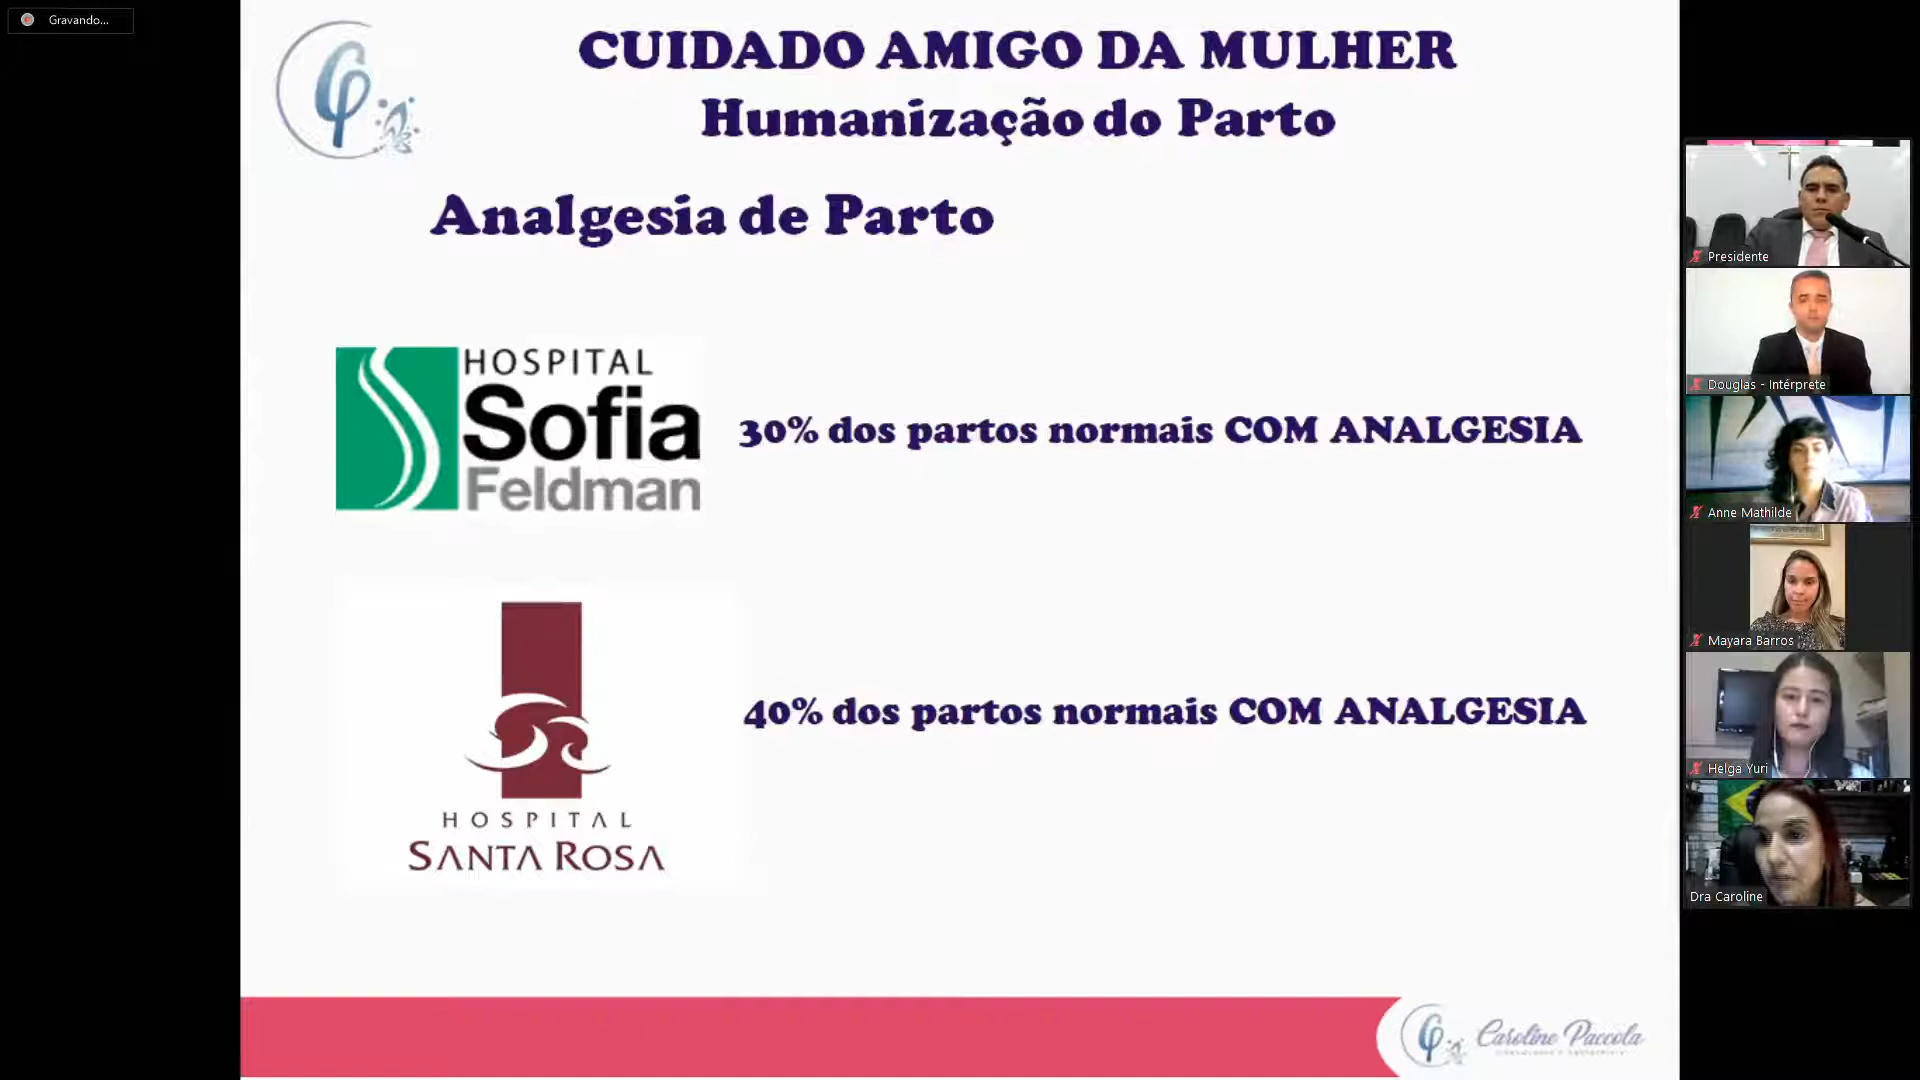 Gravando...
CUIDADO AMIGO DA MULHER
Humanização do Parto
Analgesia de Parto
HOSPITAL
Sofia
Feldman
30% dos partos normais COM ANALGESIA
40% dos partos normais COM ANALGESIA
HOSPITAL
SANTA ROSA
Caroline Paccola
Presidente
Douglas - Intérprete
Anne Mathilde
Mayara Barros
Helga Yuri
Dra Caroline